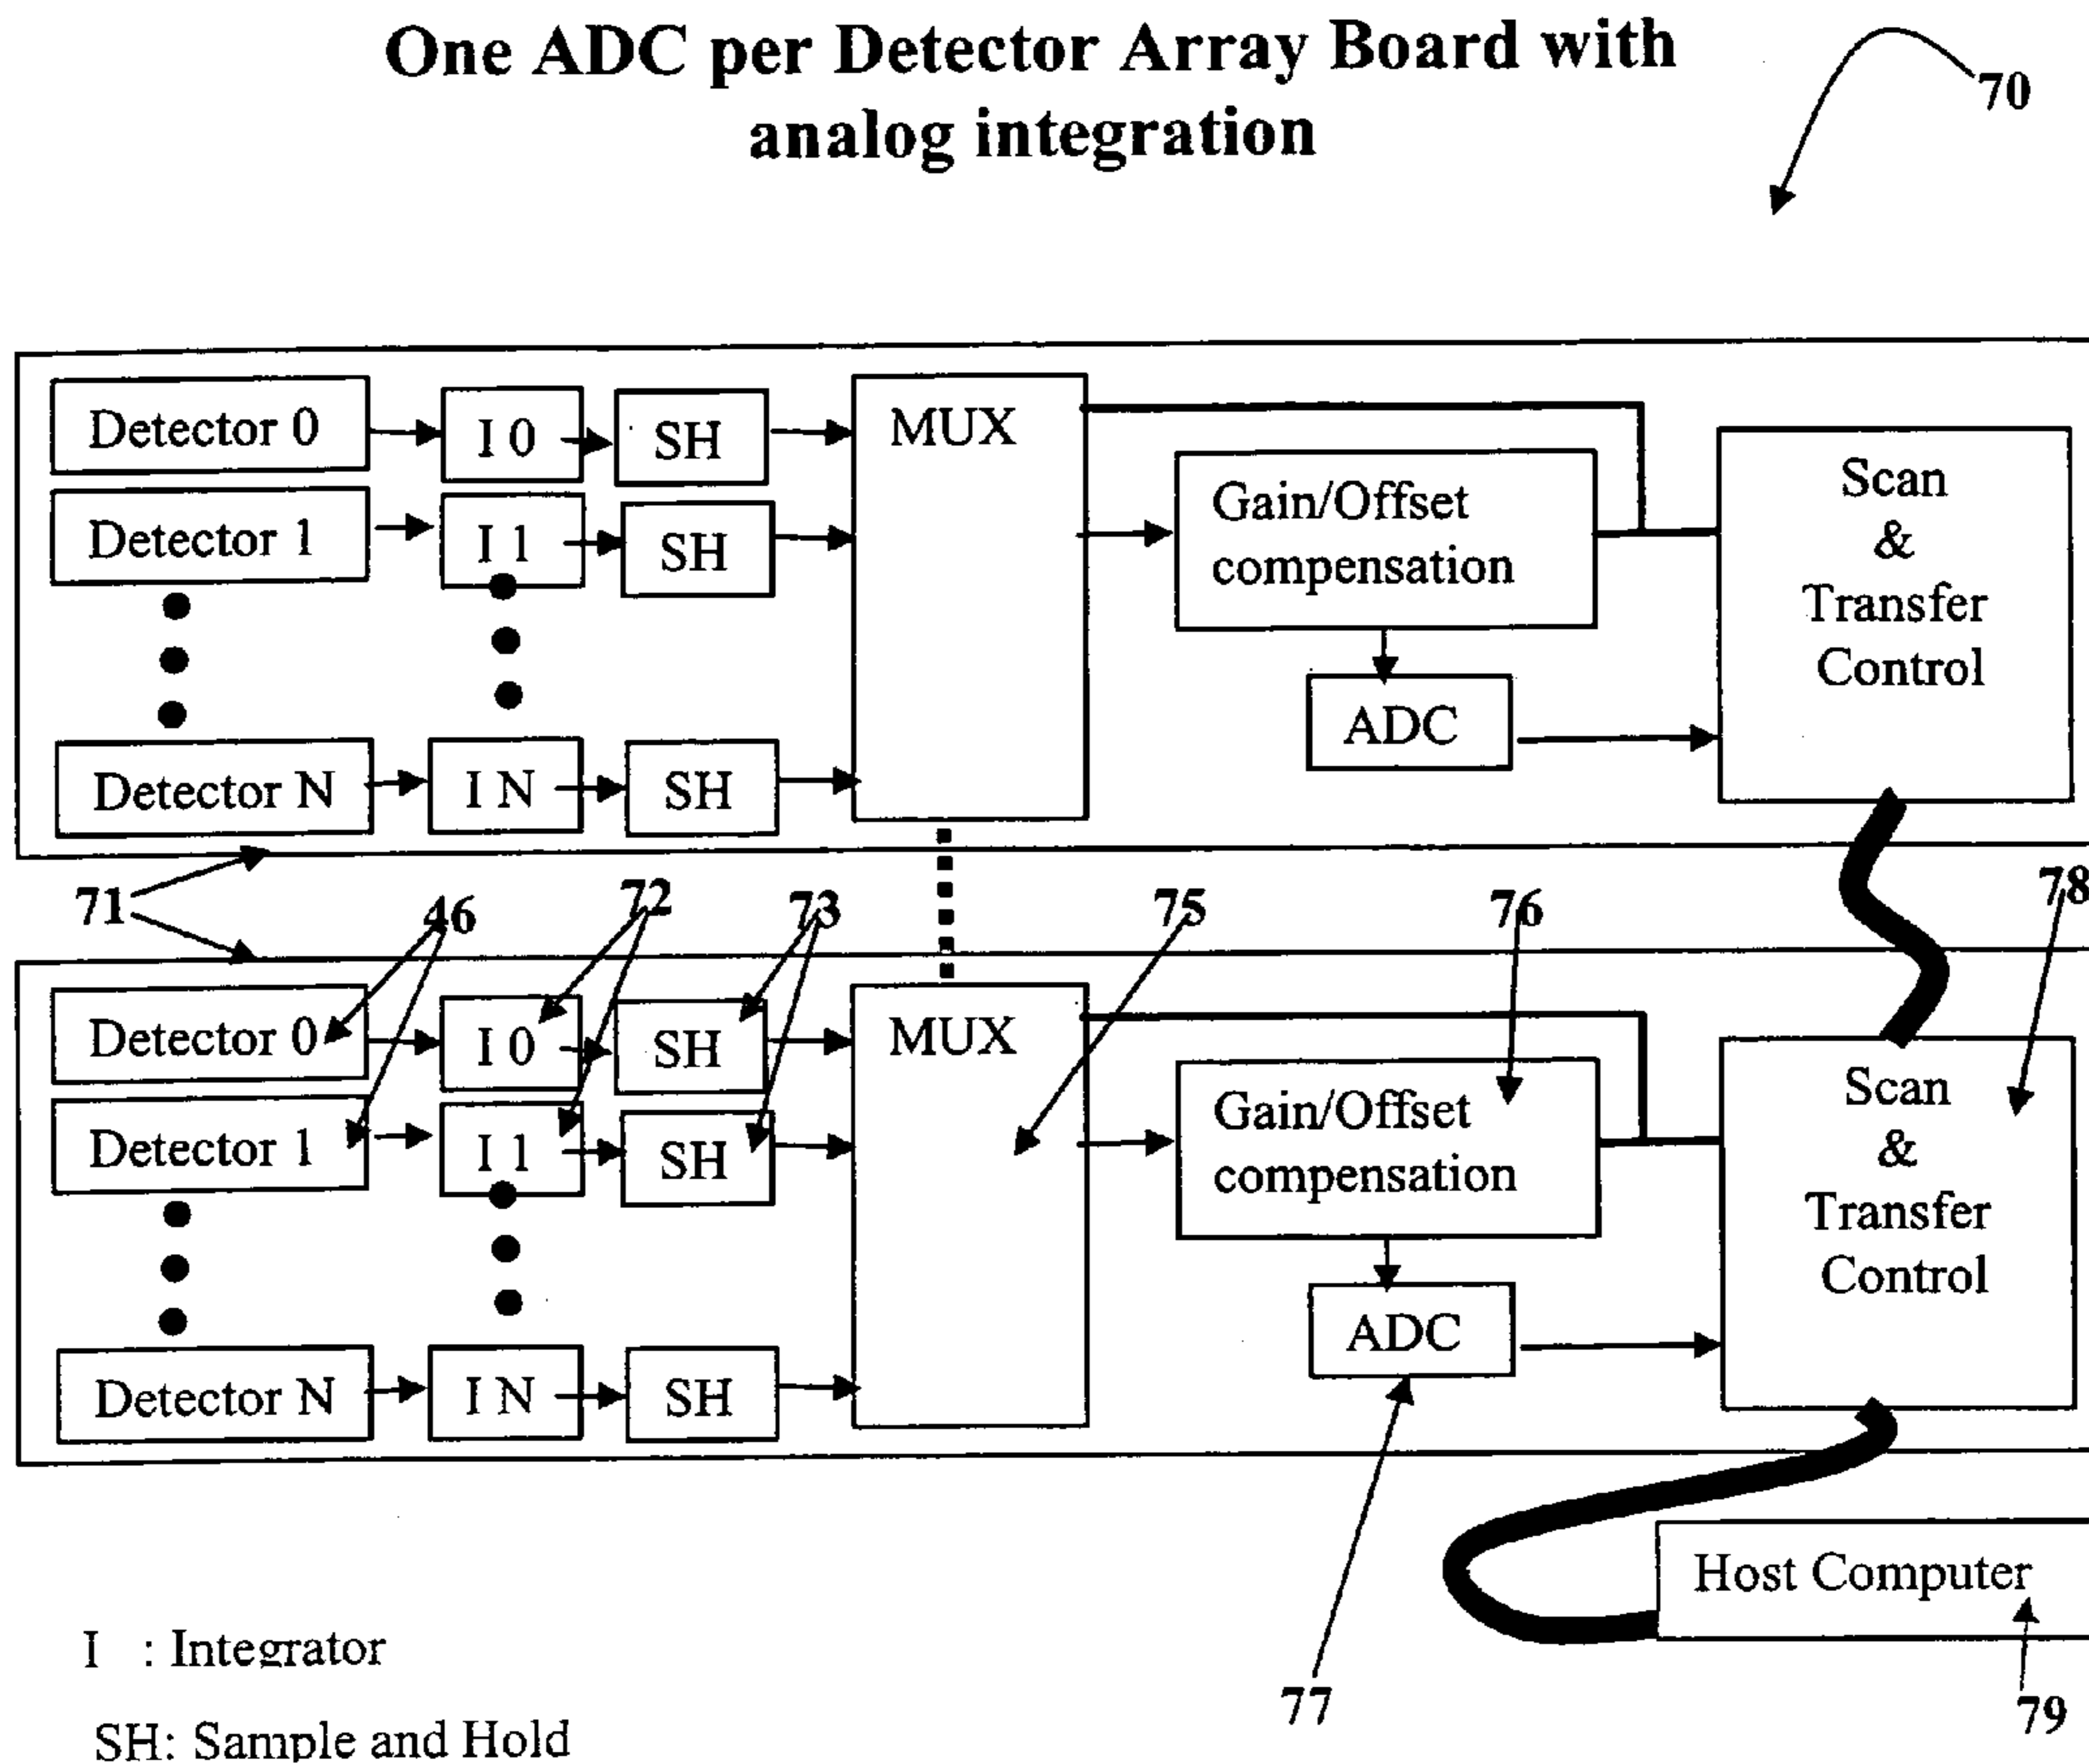 One ADC per Detector Array Board with
analog integration
70
Detector 0
I 0
SH
MUX
Detector 1
I 1
SH
Gain/Offset
compensation
Scan
&
Transfer
Control
ADC
Detector N
I N
SH
71
46
72
73
75
76
78
Detector 0
I 0
SH
MUX
Detector 1
I 1
SH
Gain/Offset
compensation
Scan
&
Transfer
Control
ADC
Detector N
I N
SH
Host Computer
I : Integrator
77
79
SH: Sample and Hold